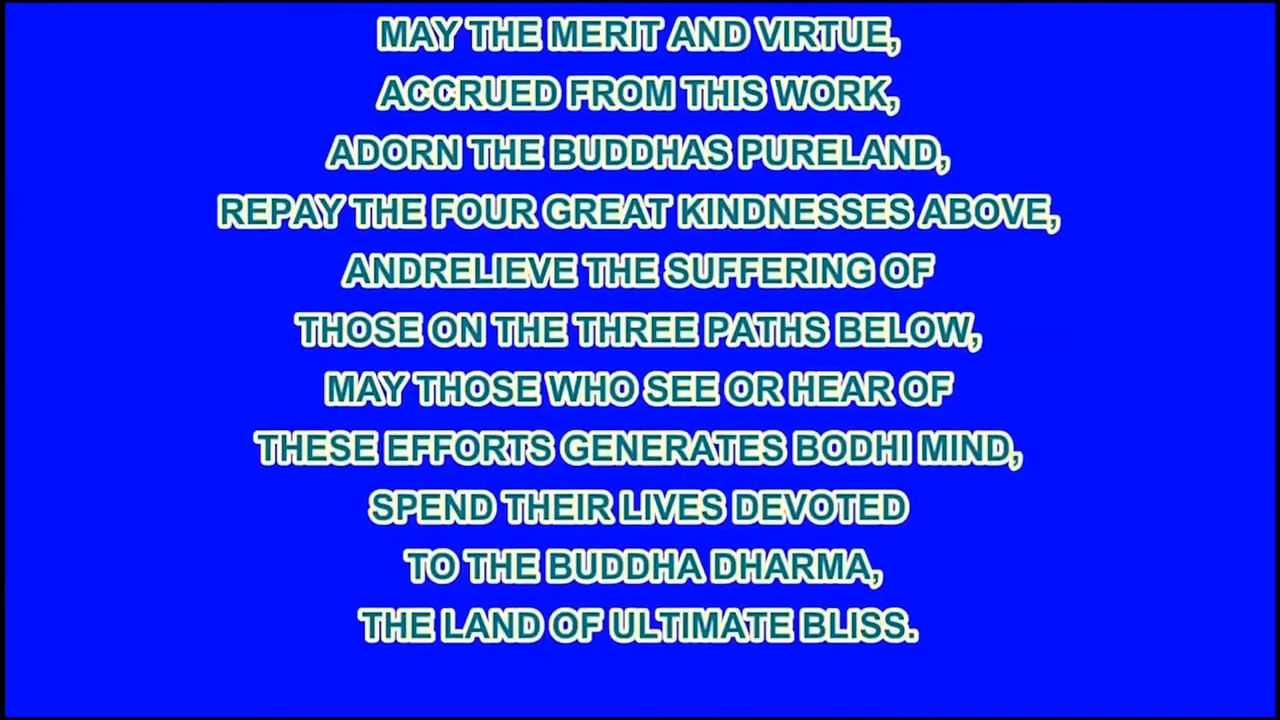 MAY THE MERIT AND VIRTUE,
ACCRUED FROM THIS WORK,
ADORN THE BUDDHAS PURELAND,
REPAY THE FOUR GREAT KINDNESSES ABOVE,
ANDRELIEVE THE SUFFERING OF
THOSE ON THE THREE PATHS BELOW,
MAY THOSE WHO SEE OR HEAR OF
THESE EFFORTS GENERATES BODHI MIND,
SPEND THEIR LIVES DEVOTED
TO THE BUDDHA DHARMA,
THE LAND OF ULTIMATE BLISS.